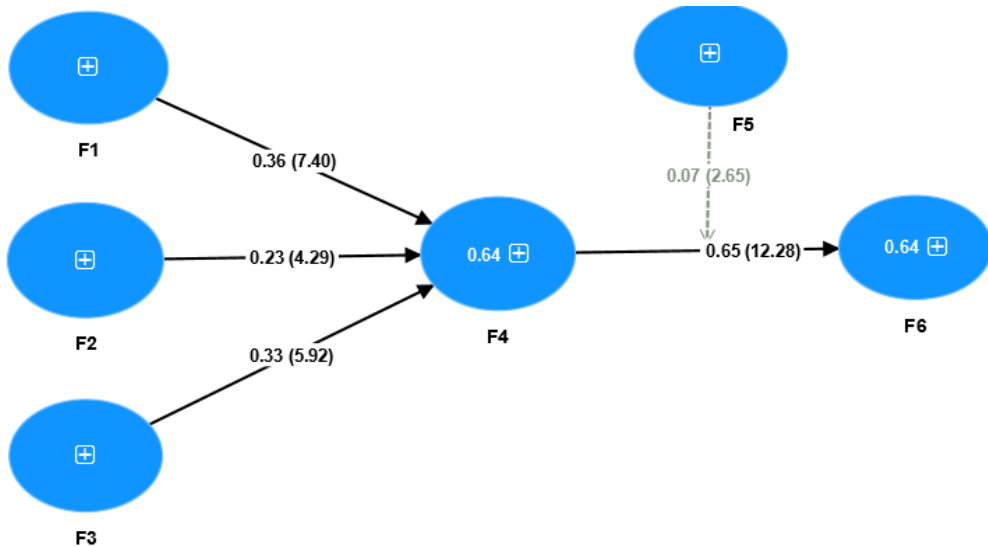 F1
F5
0.36 (7.40)
0.07 (2.65)
0.23 (4.29)
0.64
0.65 (12.28)
0.64
F2
F4
F6
0.33 (5.92)
F3